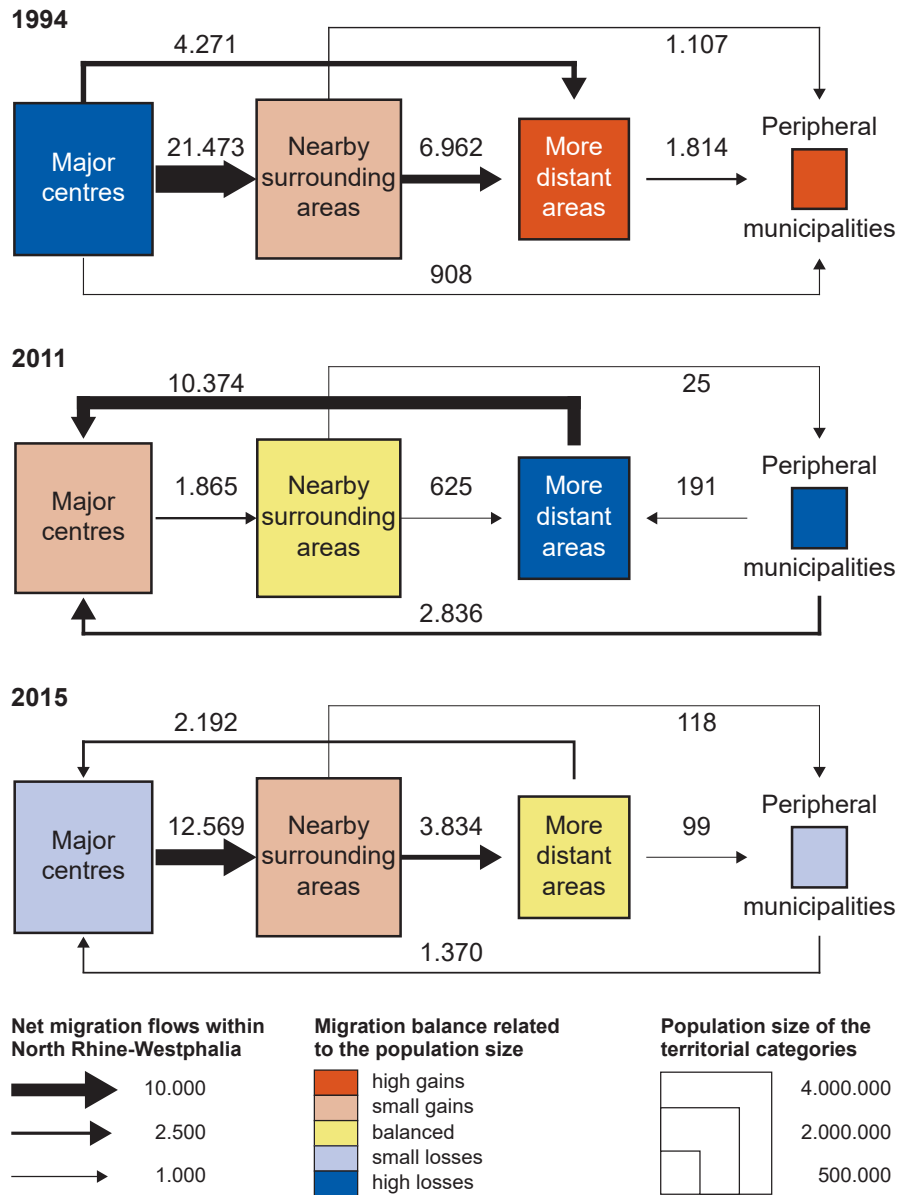 1994
4.271
1.107
Major
centres
21.473
Nearby
surrounding
areas
6.962
More
distant
areas
1.814
Peripheral
municipalities
908
2011
10.374
25
Major
centres
1.865
Nearby
surrounding
areas
625
More
distant
areas
191
Peripheral
municipalities
2.836
2015
2.192
118
Major
centres
12.569
Nearby
surrounding
areas
3.834
More
distant
areas
99
Peripheral
municipalities
1.370
Net migration flows within
North Rhine-Westphalia
10.000
2.500
1.000
Migration balance related
to the population size
high gains
small gains
balanced
small losses
high losses
Population size of the
territorial categories
4.000.000
2.000.000
500.000